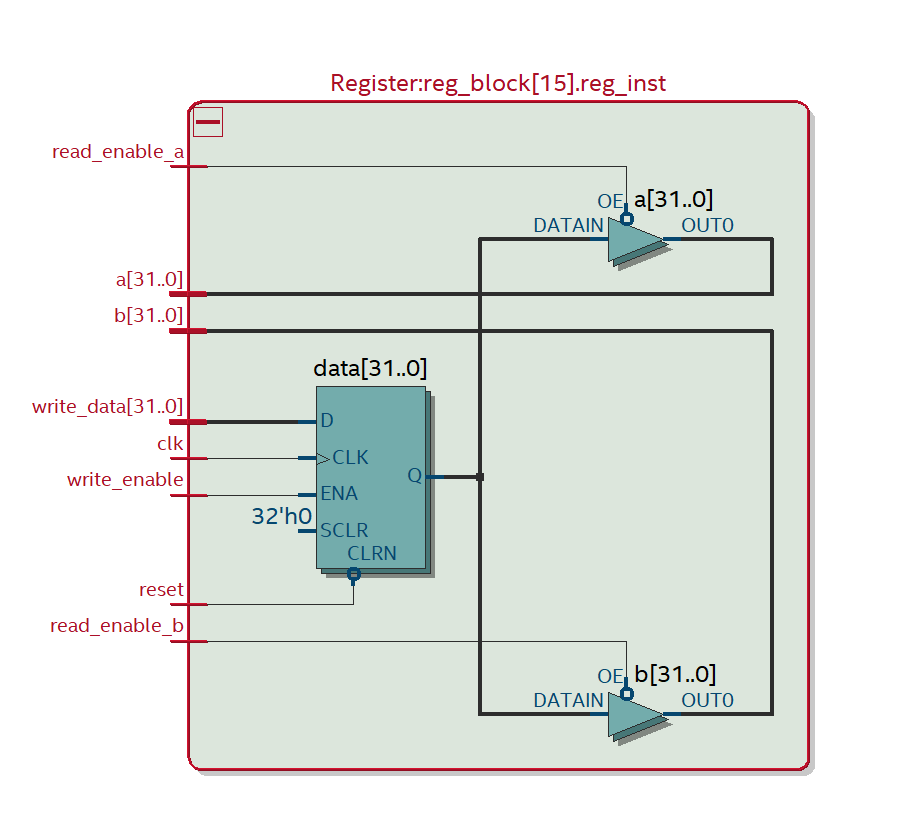 Register:reg_block[15].reg_inst
read_enable_a
OE
a[31..0]
DATAIN
OUT0
a[31..0]
b[31..0]
data[31..0]
write_data[31..0]
D
clk
CLK
Q
write_enable
ENA
32'h0
SCLR
CLRN
reset
read_enable_b
OE
b[31..0]
DATAIN
OUT0